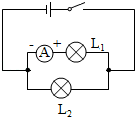 - A + L₁
L₂